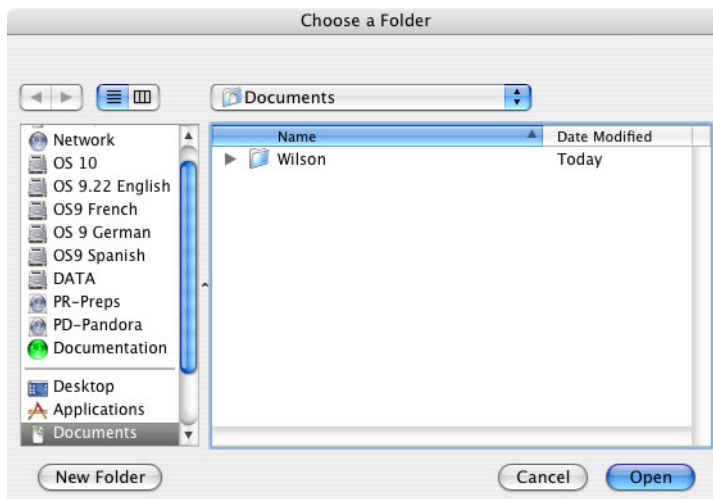 Choose a Folder
Documents
Name Date Modified
Network
OS 10
OS 9.22 English
OS9 French
OS 9 German
OS9 Spanish
DATA
PR-Preps
PD-Pandora
Documentation
Desktop
Applications
Documents
Wilson Today
New Folder Cancel Open